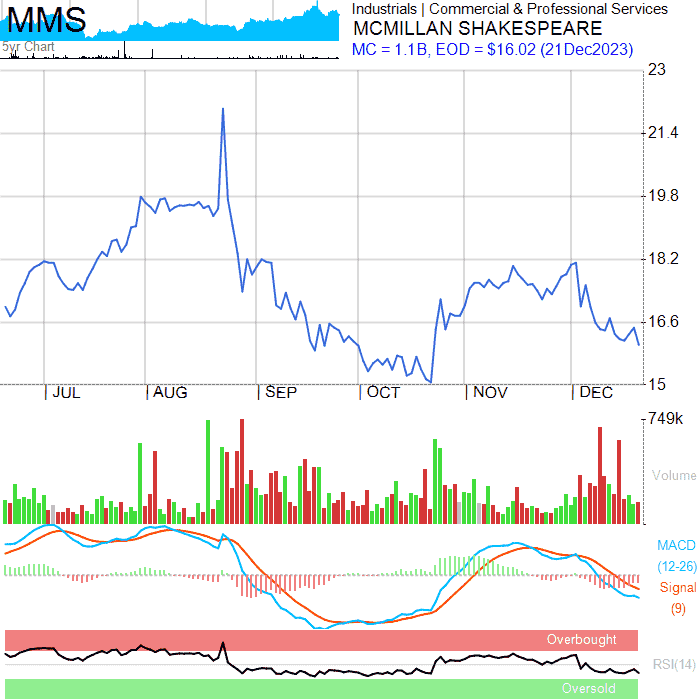 MMS
5yr Chart
Industrials | Commercial & Professional Services
MCMILLAN SHAKESPEARE
MC = 1.1B, EOD = $16.02 (21Dec2023)
23
21.4
19.8
18.2
16.6
15
JUL AUG SEP OCT NOV DEC
749k
Volume
MACD
(12-26)
Signal
(9)
Overbought
RSI(14)
Oversold